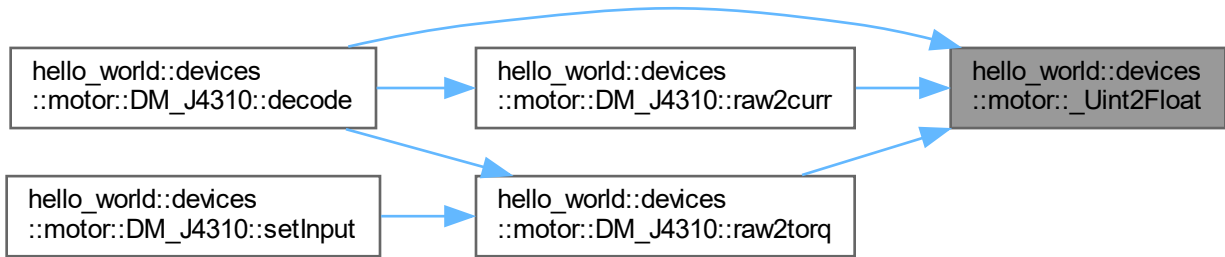 hello_world::devices
::motor::DM_J4310::decode
hello_world::devices
::motor::DM_J4310::raw2curr
hello_world::devices
::motor::_Uint2Float
hello_world::devices
::motor::DM_J4310::setInput
hello_world::devices
::motor::DM_J4310::raw2torq